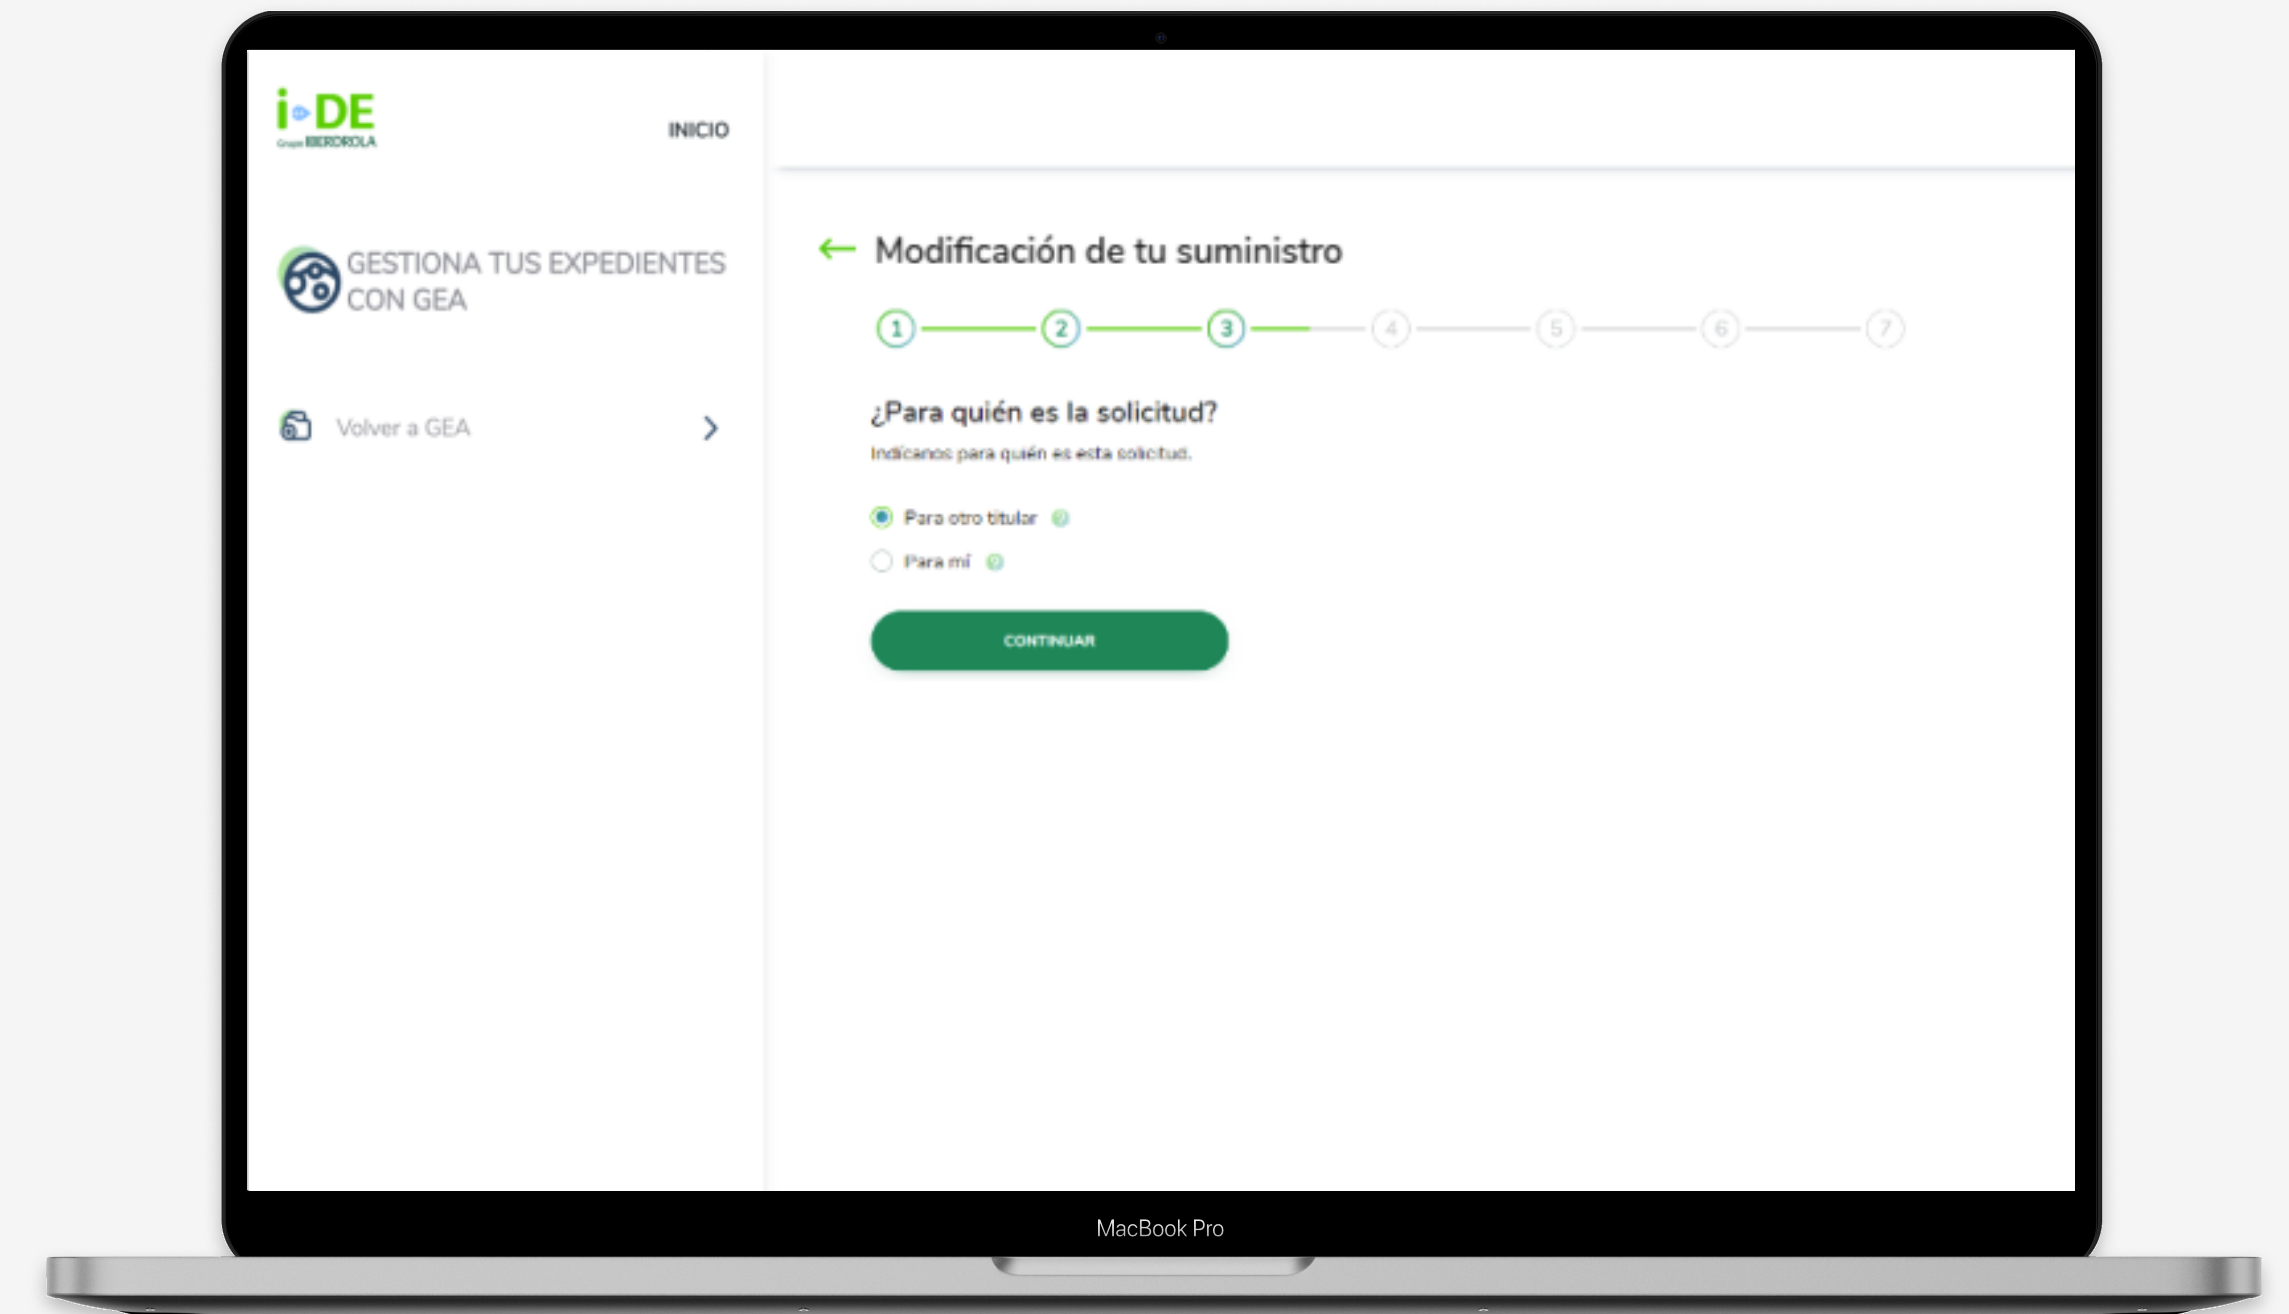 i-DE
Grupo IBERDROLA
INICIO
GESTIONA TUS EXPEDIENTES
CON GEA
Volver a GEA
Modificación de tu suministro
1 2 3 4 5 6 7
¿Para quién es la solicitud?
Indícanos para quién es esta solicitud.
Para otro titular
Para mí
CONTINUAR
MacBook Pro